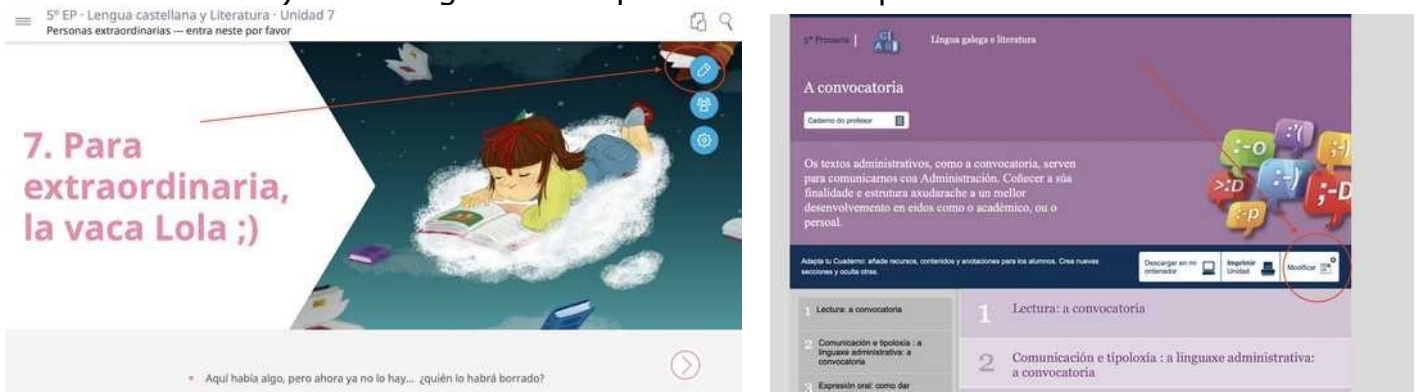 5º EP · Lengua castellana y Literatura · Unidad 7
Personas extraordinarias — entra neste por favor
7. Para
extraordinaria,
la vaca Lola ;)
Aquí había algo, pero ahora ya no lo hay... ¿quién lo habrá borrado?
5º Primaria | Lingua galega e literatura
A convocatoria
Caderno do profesor
Os textos administrativos, como a convocatoria, serven
para comunicarnos coa Administración. Coñecer a súa
finalidade e estrutura axudarache a un mellor
desenvolvemento en eidos como o académico, ou o
persoal.
:-o
:'(
;-)
>:D
:-)
;-D
:-p
Adapta tu Cuaderno: añade recursos, contenidos y anotaciones para los alumnos. Crea nuevas
secciones y oculta otras.
Descargar en mi
ordenador
Imprimir
Unidad
Modificar
1 Lectura: a convocatoria
2 Comunicación e tipoloxía : a
linguaxe administrativa: a
convocatoria
3 Expresión oral: como dar
1 Lectura: a convocatoria
2 Comunicación e tipoloxía : a linguaxe administrativa:
a convocatoria